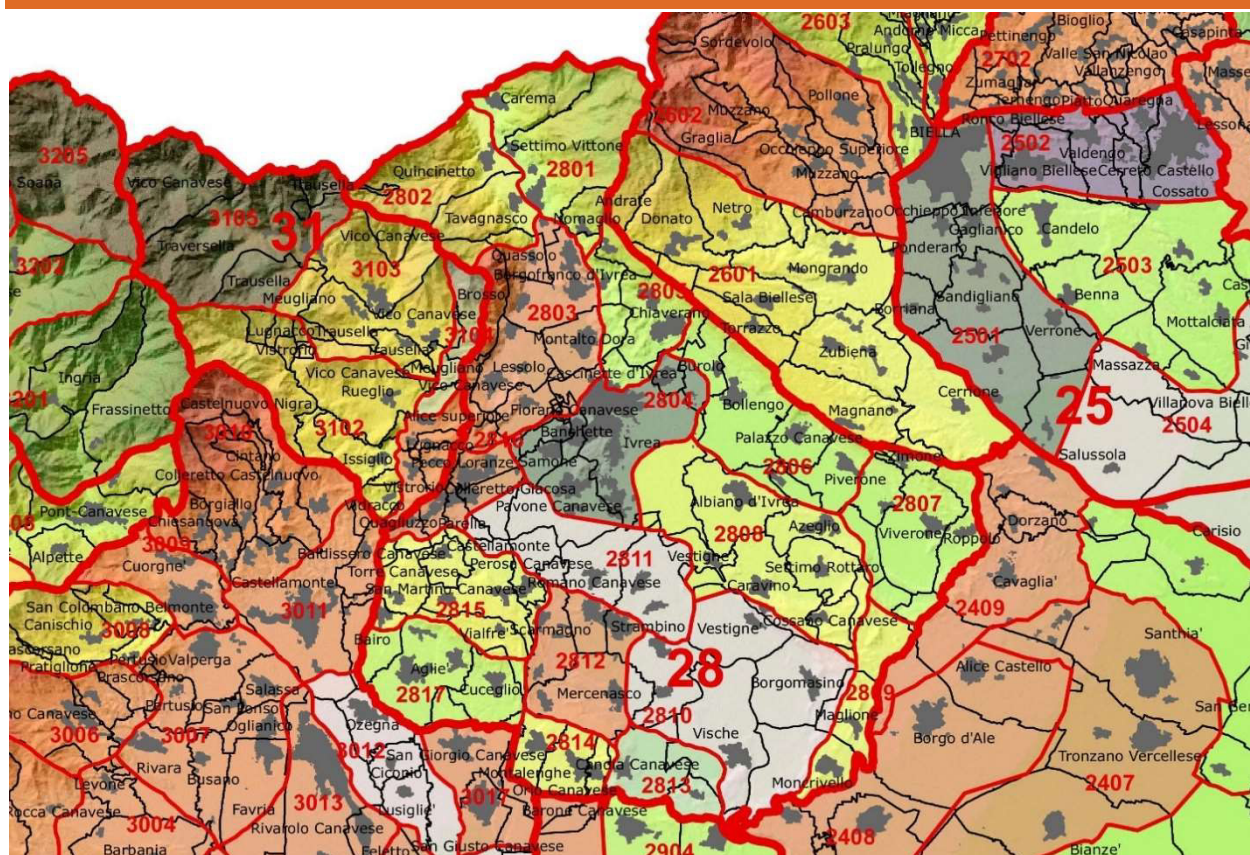 Bioglio
2603
Andorno Micca
Pettinengo
Casapinta
Sordevolo
Pralungo
2702
Valle San Nicolao
Tollegno
Vallanzengo
Zumaglia
Carema
Pollone
Ternengo
Piatto
Quaregna
Muzzano
2602
Ronco Biellese
Lessona
Graglia
BIELLA
3205
Settimo Vittone
2502
Occhieppo Superiore
Valdengo
2801
Soana
Vico Canavese
Trausella
Quincinetto
Muzzano
Vigliano Biellese
Cerreto Castello
2802
Cossato
3105
31
Andrate
Tavagnasco
Nomaglio
Donato
Netro
Camburzano
Occhieppo Inferiore
Gaglianico
Candelo
Vico Canavese
Traversella
Ponderano
3202
3103
Quassolo
Borgofranco d'Ivrea
2601
Mongrando
2503
Trausella
Meugliano
Brosso
2805
Sala Biellese
Sandigliano
Benna
2803
Chiaverano
Borriana
Vico Canavese
Torrazzo
Mottalciata
Lugnacco
Trausella
3104
Montalto Dora
2501
Verrone
Vistrorio
Trausella
Zubiena
Meugliano
Lessolo
Burolo
Massazza
Vico Canavese
Cascinette d'Ivrea
Ingria
Rueglio
Vico Canavese
2804
Cerrione
25
Castelnuovo Nigra
Alice superiore
Fiorano Canavese
Bollengo
Magnano
Frassinetto
3102
Lugnacco
Banchette
Ivrea
2504
Cintano
Issiglio
Palazzo Canavese
Pecco
Loranze'
Samone
Zimone
Salussola
Colleretto Castelnuovo
2806
Vistrorio
Colleretto Giacosa
Piverone
Borgiallo
Vidracco
Albiano d'Ivrea
2807
Pont-Canavese
Pavone Canavese
Chiesanuova
Quagliuzzo
Parella
Azeglio
Dorzano
2808
Viverone
Roppolo
Carisio
Alpette
Baldissero Canavese
Castellamonte
Vestigne'
Cuorgne'
Torre Canavese
Perosa Canavese
2811
Settimo Rottaro
Cavaglia'
Castellamonte
San Martino Canavese
Romano Canavese
Caravino
3011
2409
San Colombano Belmonte
2815
Cossano Canavese
Canischio
3008
Strambino
Vestigne'
Santhia'
Bairo
Vialfre'
Scarmagno
Pratiglione
Pertusio
Valperga
2812
28
Alice Castello
Prascorsano
Aglie'
Borgomasino
Salassa
2817
Cuceglio
Mercenasco
2809
Pertusio
San Ponso
Maglione
Oglianico
Ozegna
2810
3006
3007
3012
2814
Vische
Borgo d'Ale
San Giorgio Canavese
Tronzano Vercellese
Rivara
Ciconio
Montalenghe
Candia Canavese
Levone
Busano
Orio Canavese
2813
Moncrivello
2407
3013
Lusiglie'
Favria
Barone Canavese
3004
Rivarolo Canavese
2408
Barbania
Feletto
San Giusto Canavese
2904
Bianze'